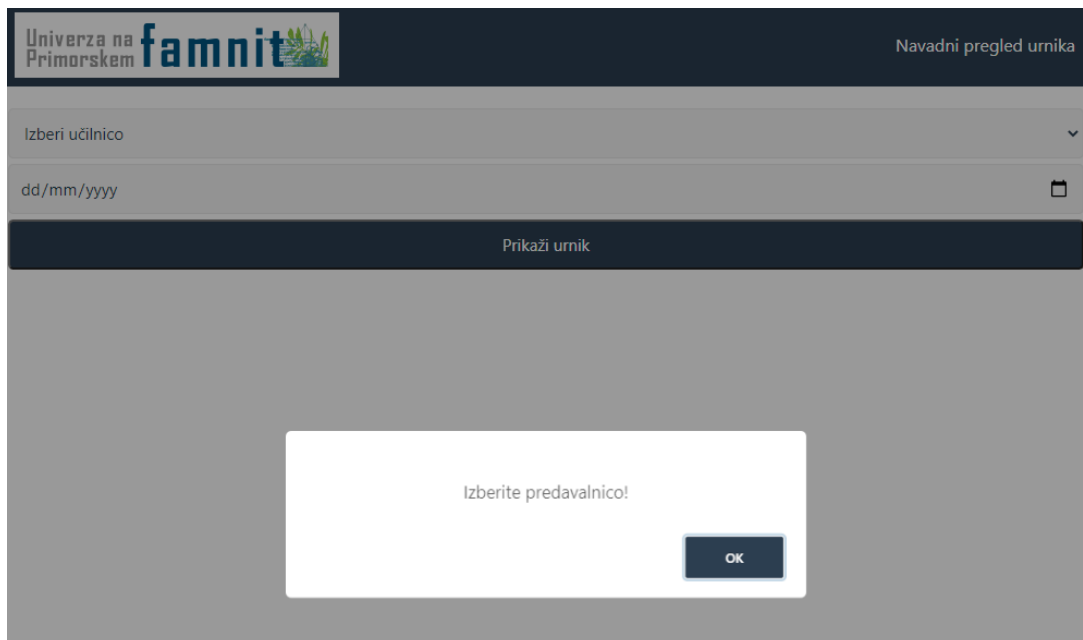 Univerza na
Primorskem
famnit
Navadni pregled urnika
Izberi učilnico
dd/mm/yyyy
Prikaži urnik
Izberite predavalnico!
OK